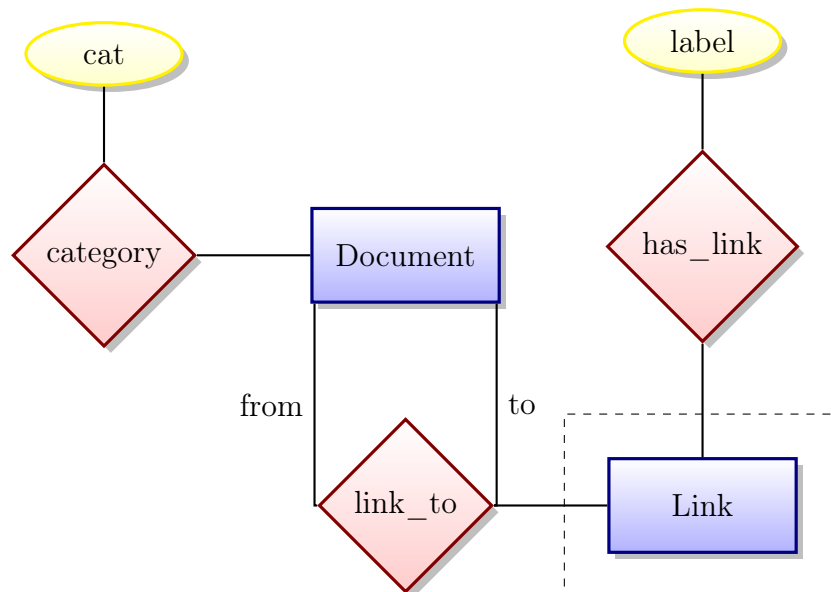 cat
label
category
Document
has_link
from
to
link_to
Link